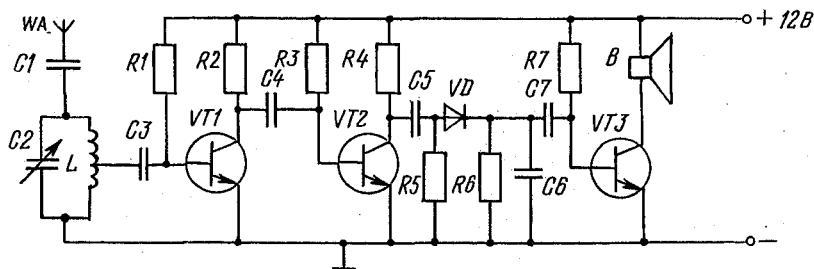 WA
C1
R1
R2
R3
R4
R7
B
+ 12В
C4
C5
VD
C7
C2
L
C3
VT1
VT2
VT3
R5
R6
C6
−